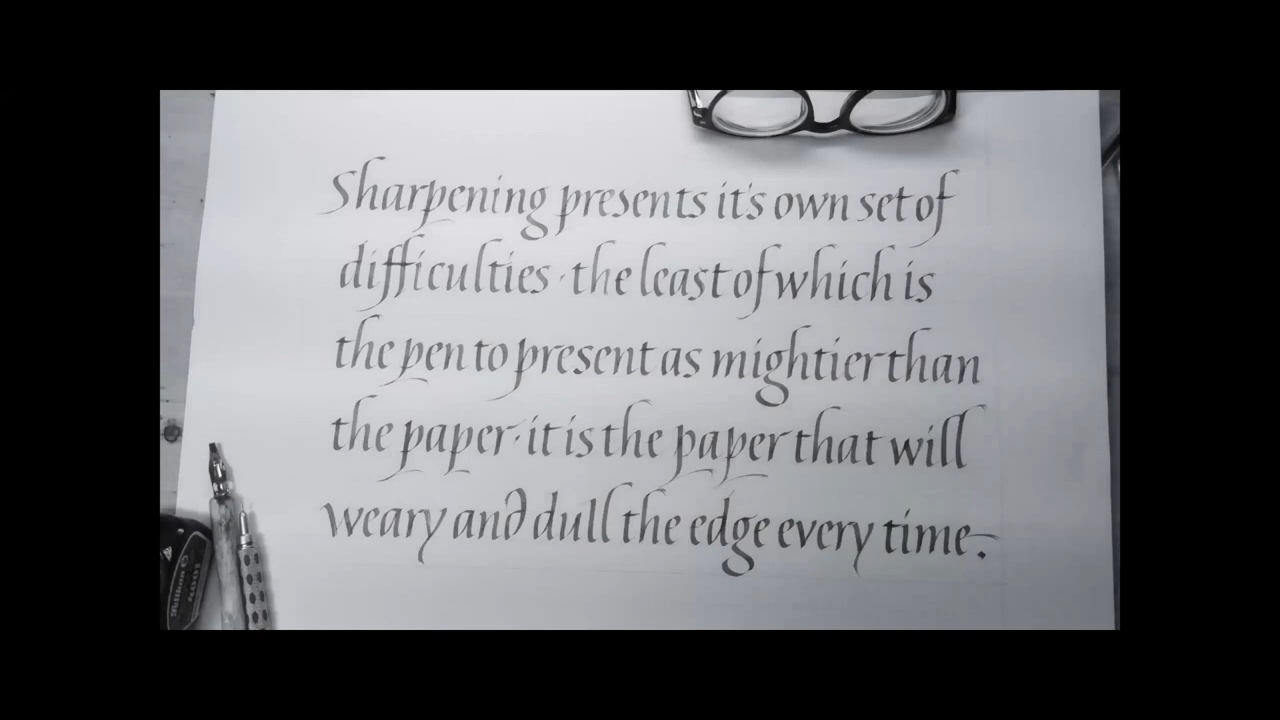 Sharpening presents it's own set of
difficulties · the least of which is
the pen to present as mightier than
the paper · it is the paper that will
weary and dull the edge every time.
Pelikan